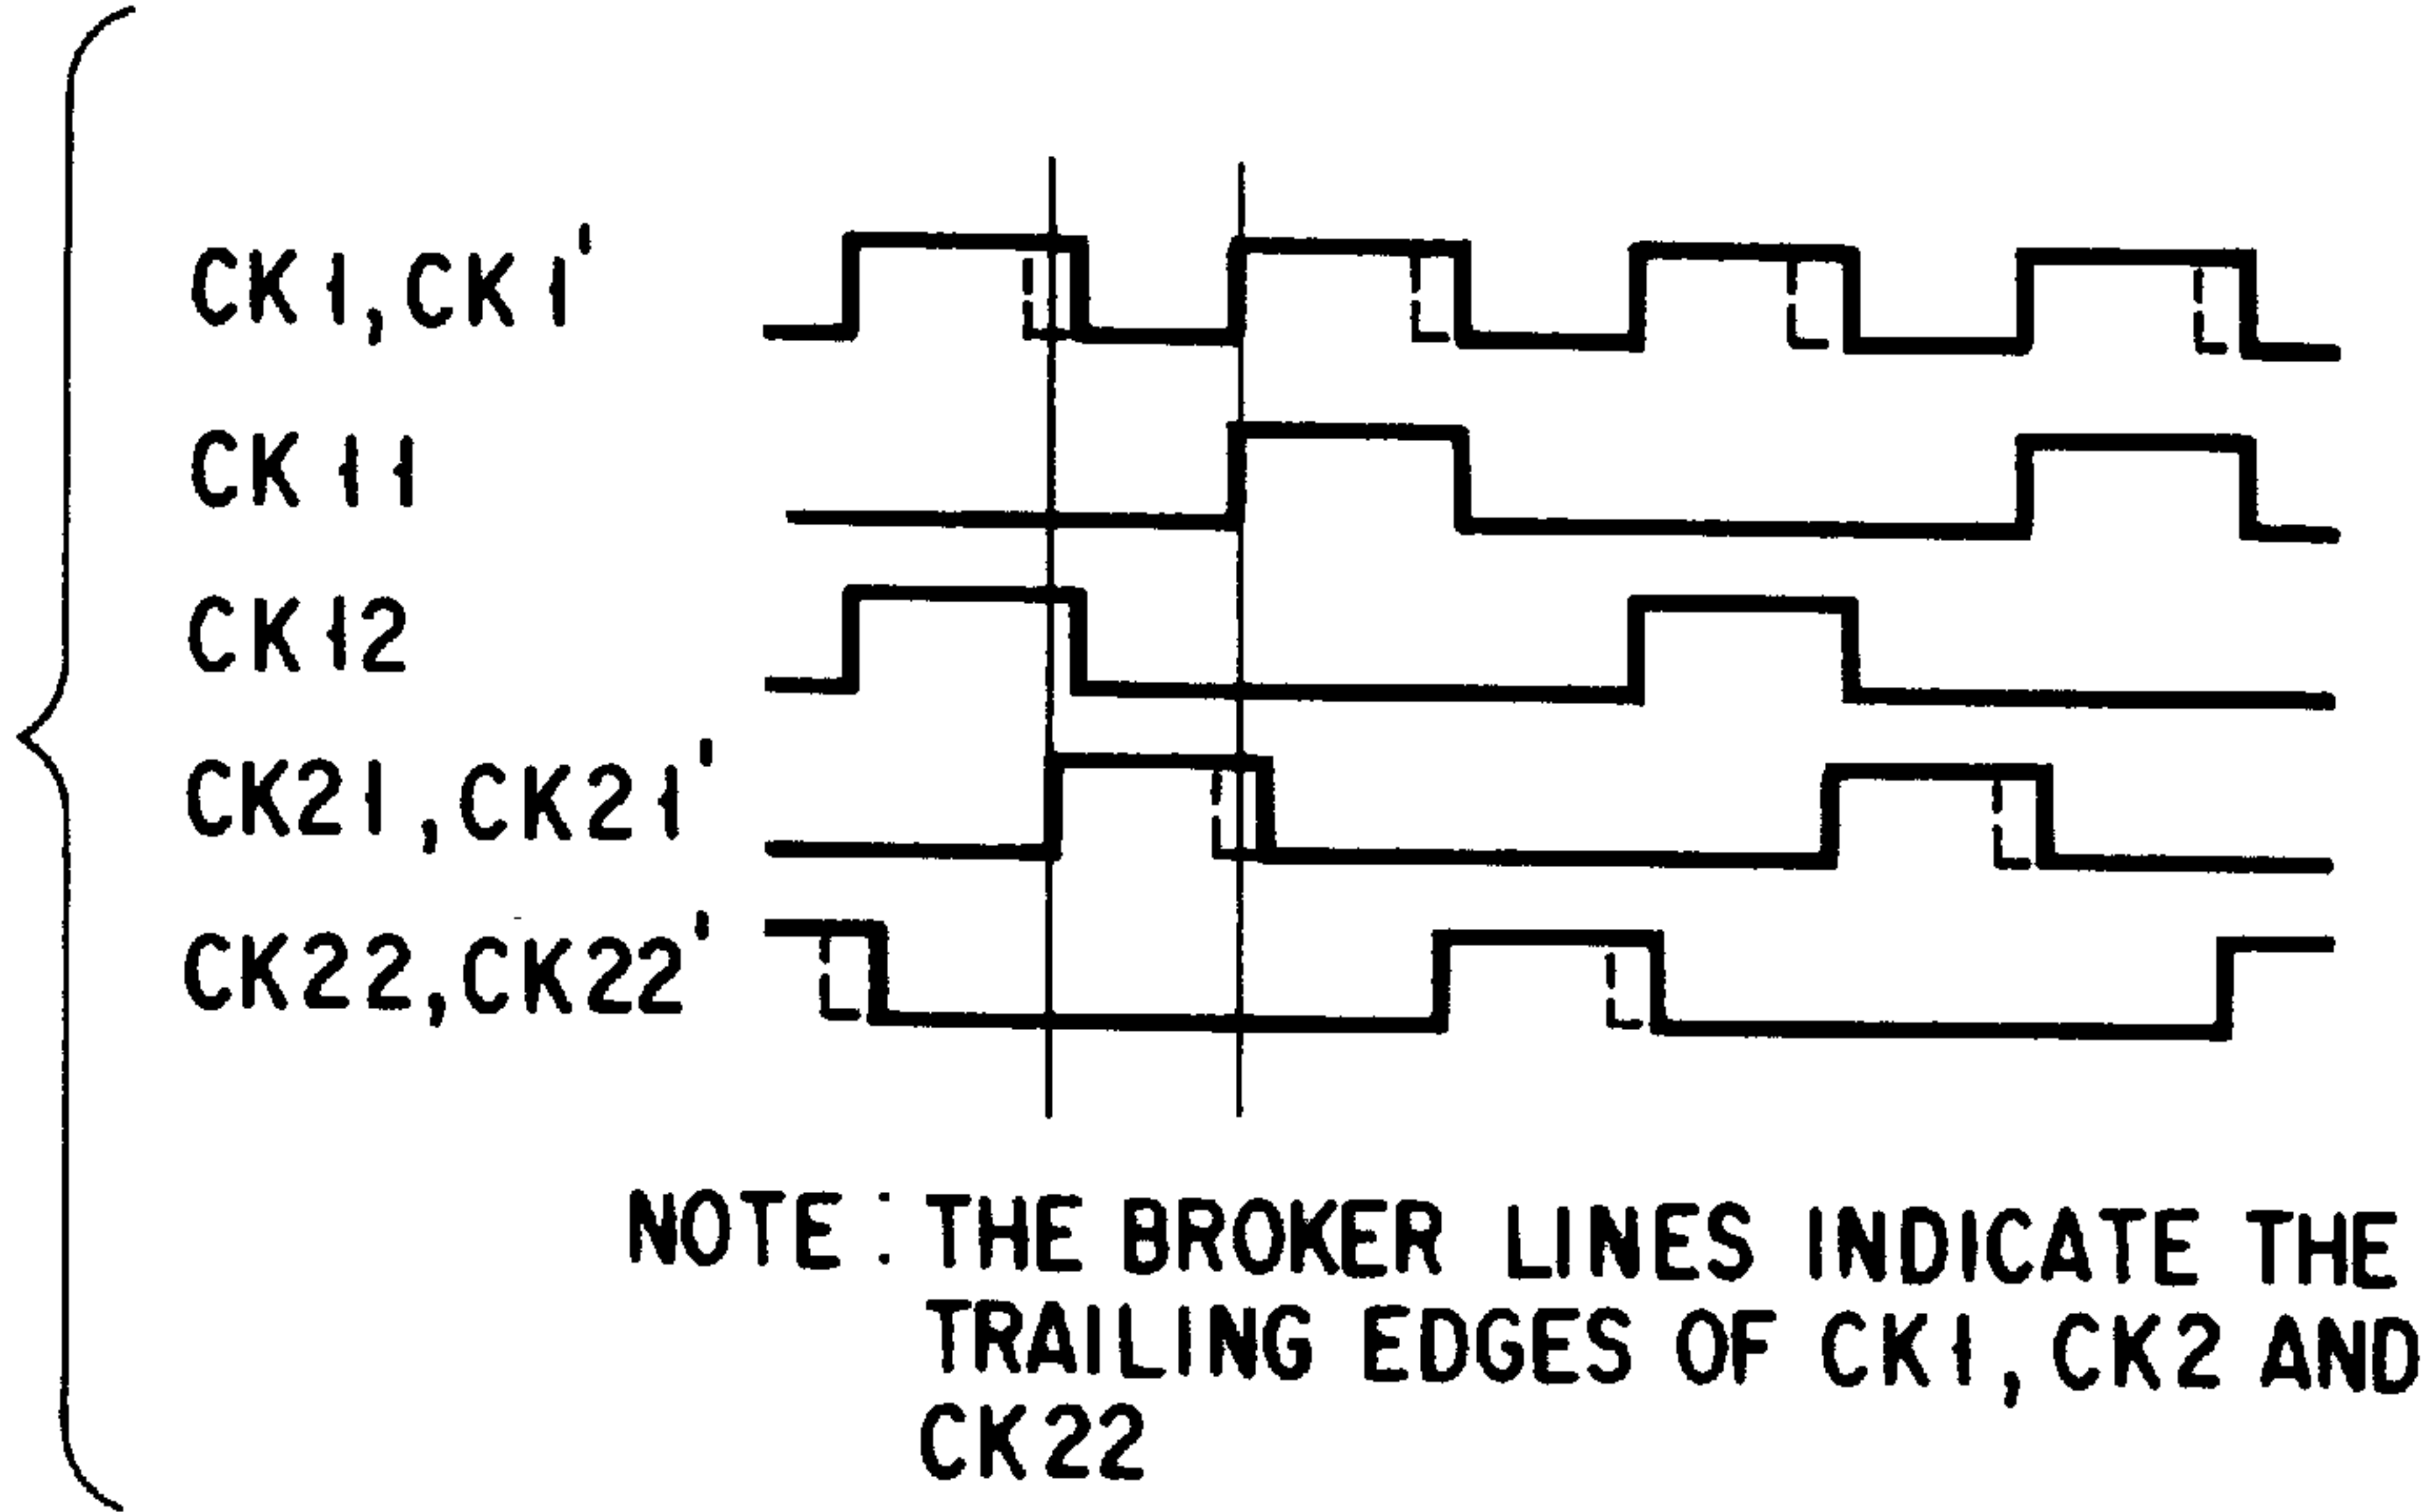 CK1,CK1'
CK11
CK12
CK21,CK21'
CK22,CK22'
NOTE : THE BROKER LINES INDICATE THE
TRAILING EDGES OF CK1, CK2 AND
CK22